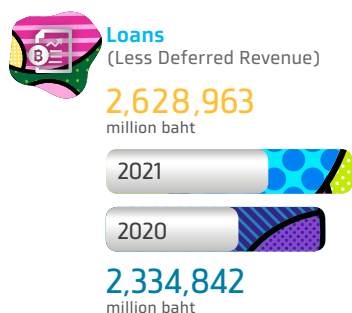 Loans
(Less Deferred Revenue)
2,628,963
million baht
2021
2020
2,334,842
million baht